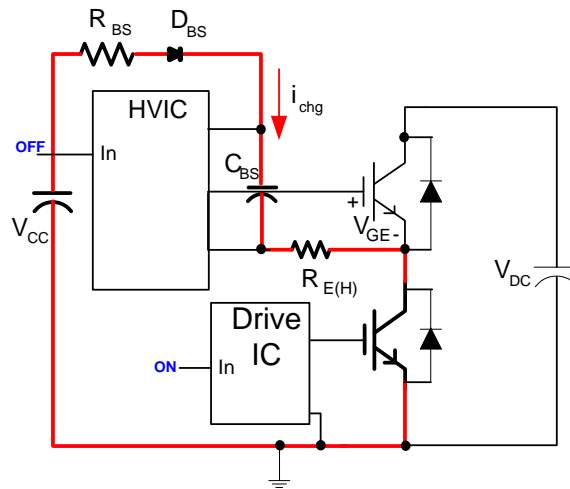 R BS D BS
HVIC
i chg
OFF
In
C BS
V CC
+
V GE -
V DC
R E(H)
Drive
IC
ON
In